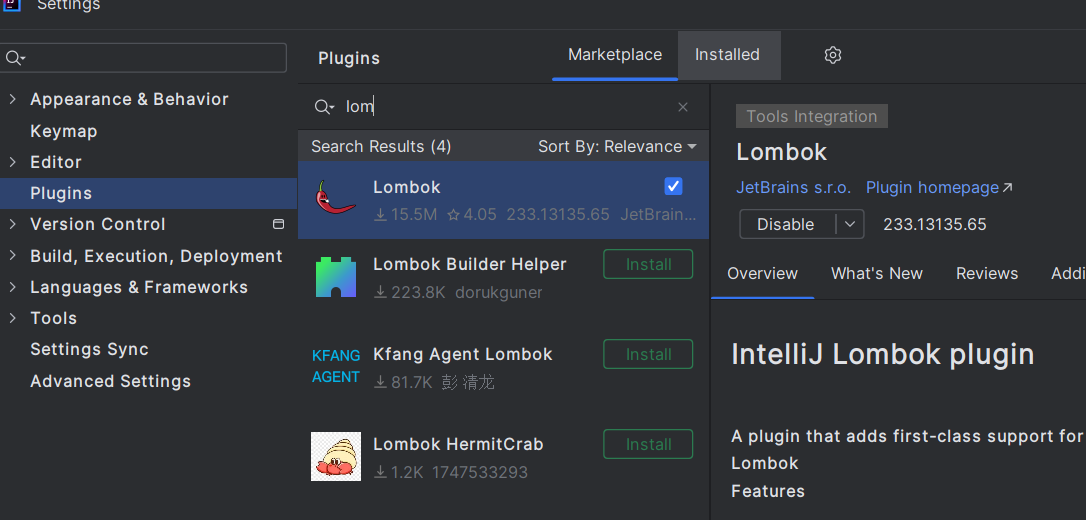 Settings
Plugins
Marketplace
Installed
Appearance & Behavior
Keymap
Editor
Plugins
Version Control
Build, Execution, Deployment
Languages & Frameworks
Tools
Settings Sync
Advanced Settings
lom
Search Results (4)
Sort By: Relevance
Lombok
15.5M 4.05 233.13135.65 JetBrain...
Lombok Builder Helper
Install
223.8K dorukguner
KFANG
AGENT
Kfang Agent Lombok
Install
81.7K 彭清龙
Lombok HermitCrab
Install
1.2K 1747533293
Tools Integration
Lombok
JetBrains s.r.o. Plugin homepage
Disable
233.13135.65
Overview
What's New
Reviews
Addi
IntelliJ Lombok plugin
A plugin that adds first-class support for
Lombok
Features